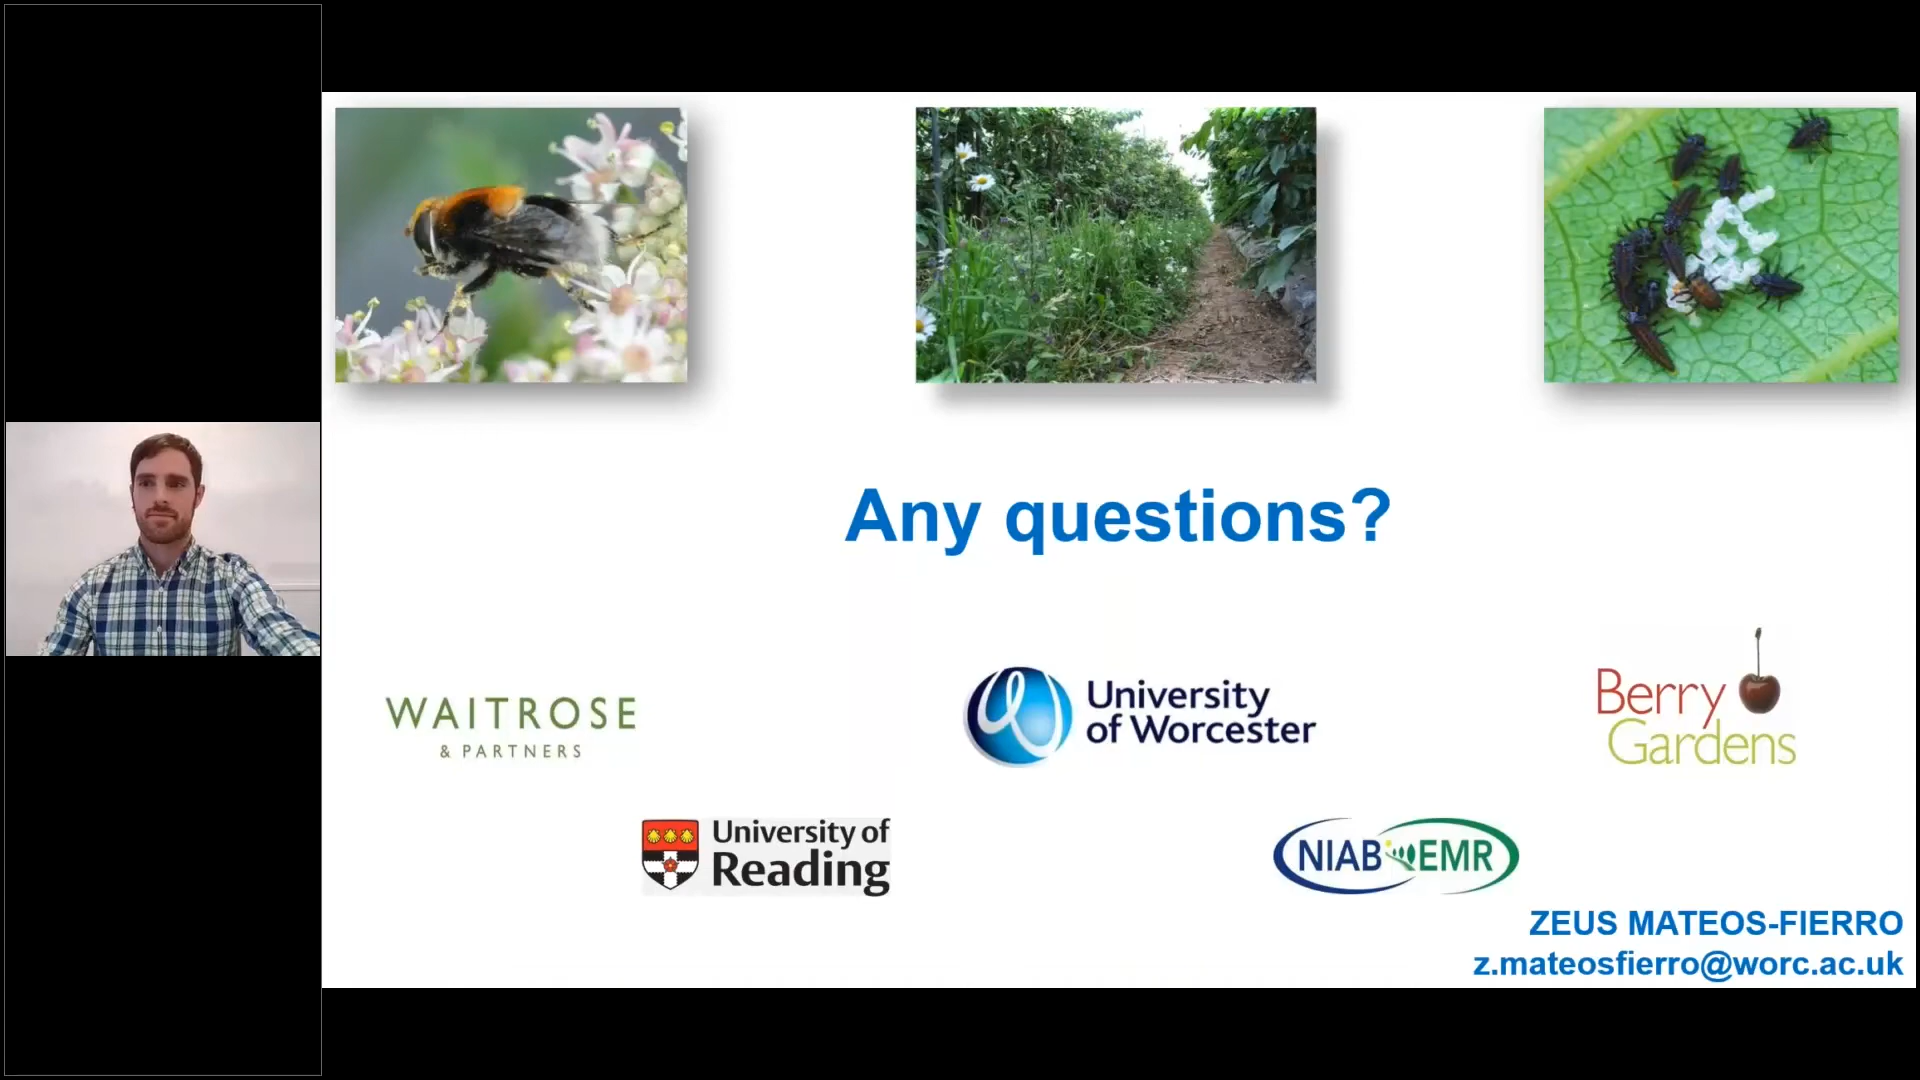 Any questions?
WAITROSE
& PARTNERS
University
of Worcester
Berry
Gardens
University of
Reading
NIAB EMR
ZEUS MATEOS-FIERRO
z.mateosfierro@worc.ac.uk